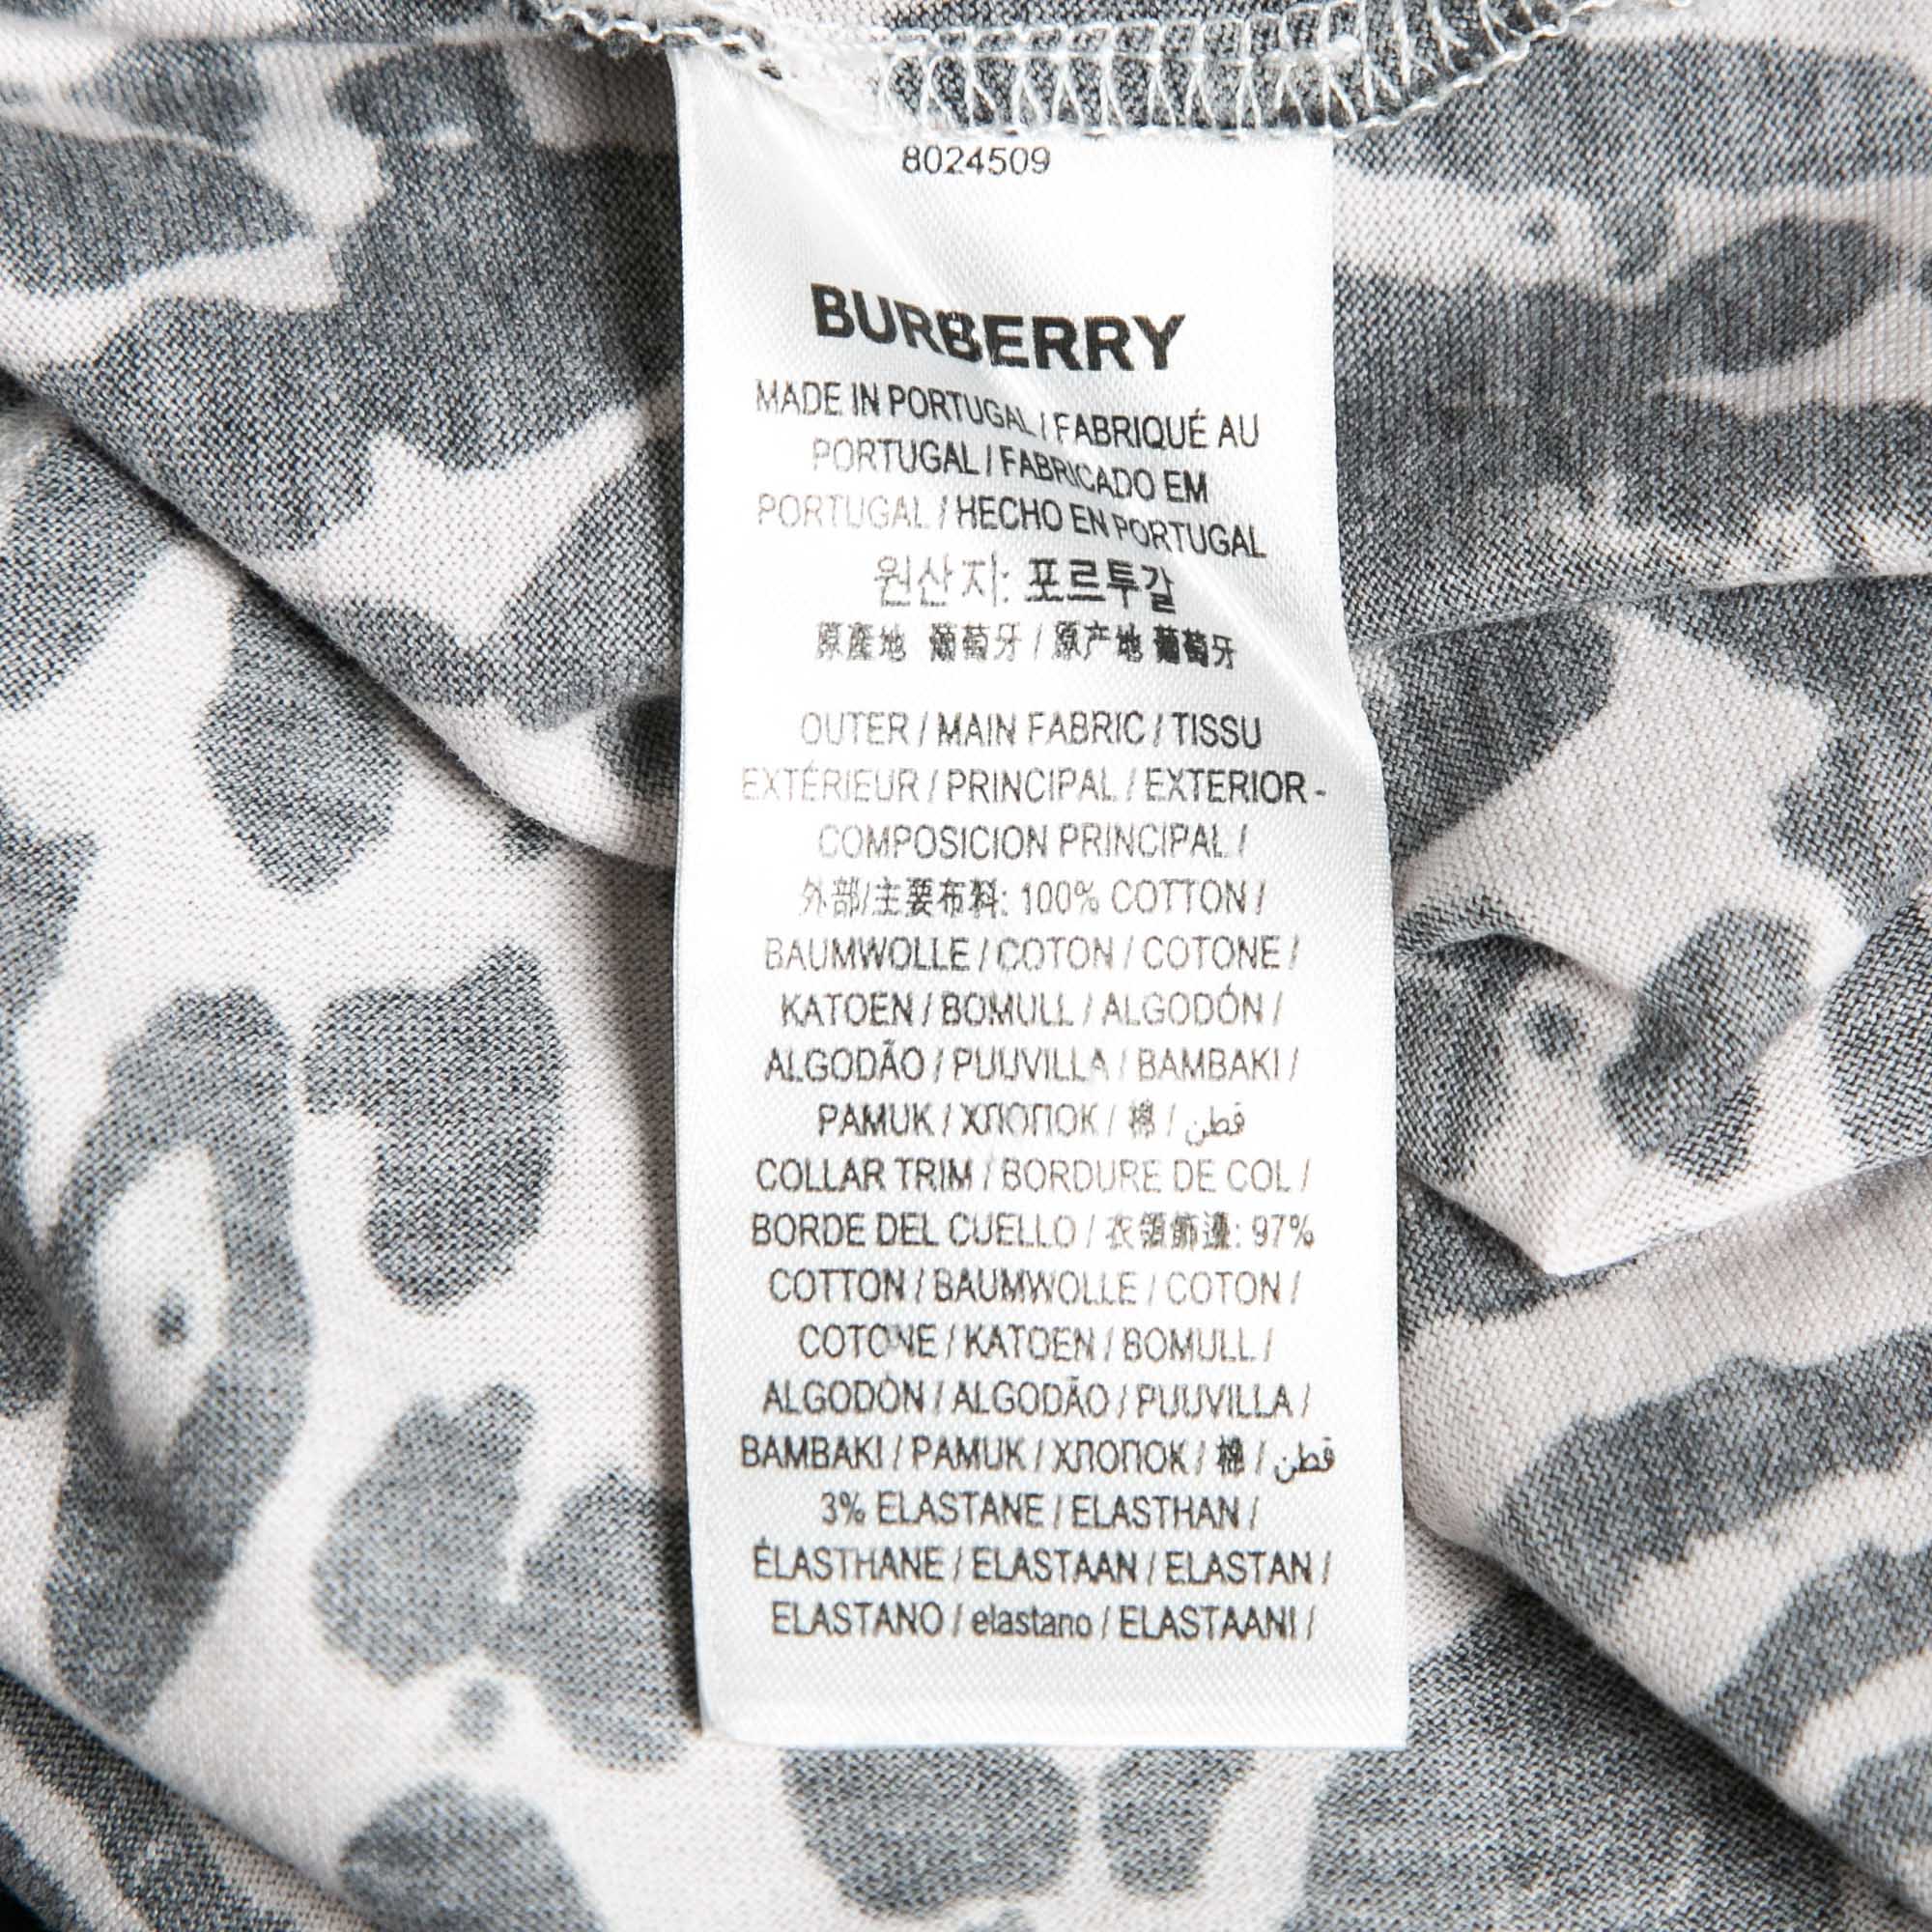 8024509
BURBERRY
MADE IN PORTUGAL / FABRIQUÉ AU
PORTUGAL / FABRICADO EM
PORTUGAL / HECHO EN PORTUGAL
원산지: 포르투갈
原產地 葡萄牙 / 原产地 葡萄牙
OUTER / MAIN FABRIC / TISSU
EXTÉRIEUR / PRINCIPAL / EXTERIOR -
COMPOSICION PRINCIPAL /
外部/主要布料: 100% COTTON /
BAUMWOLLE / COTON / COTONE /
KATOEN / BOMULL / ALGODÓN /
ALGODÃO / PUUVILLA / BAMBAKI /
PAMUK / ХЛОПОК / 棉 / قطن
COLLAR TRIM / BORDURE DE COL /
BORDE DEL CUELLO / 衣領飾邊: 97%
COTTON / BAUMWOLLE / COTON /
COTONE / KATOEN / BOMULL /
ALGODÓN / ALGODÃO / PUUVILLA /
BAMBAKI / PAMUK / ХЛОПОК / 棉 / قطن
3% ELASTANE / ELASTHAN /
ÉLASTHANE / ELASTAAN / ELASTAN /
ELASTANO / elastano / ELASTAANI /